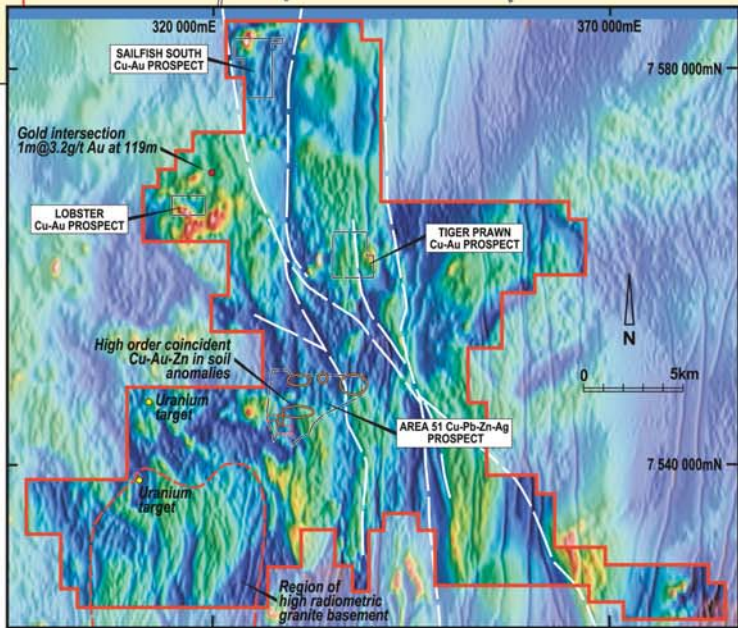 320 000mE
370 000mE
SAILFISH SOUTH
Cu-Au PROSPECT
7 580 000mN
Gold intersection
1m@3.2g/t Au at 119m
LOBSTER
Cu-Au PROSPECT
TIGER PRAWN
Cu-Au PROSPECT
N
High order coincident
Cu-Au-Zn in soil
anomalies
0
5km
Uranium
target
AREA 51 Cu-Pb-Zn-Ag
PROSPECT
7 540 000mN
Uranium
target
Region of
high radiometric
granite basement